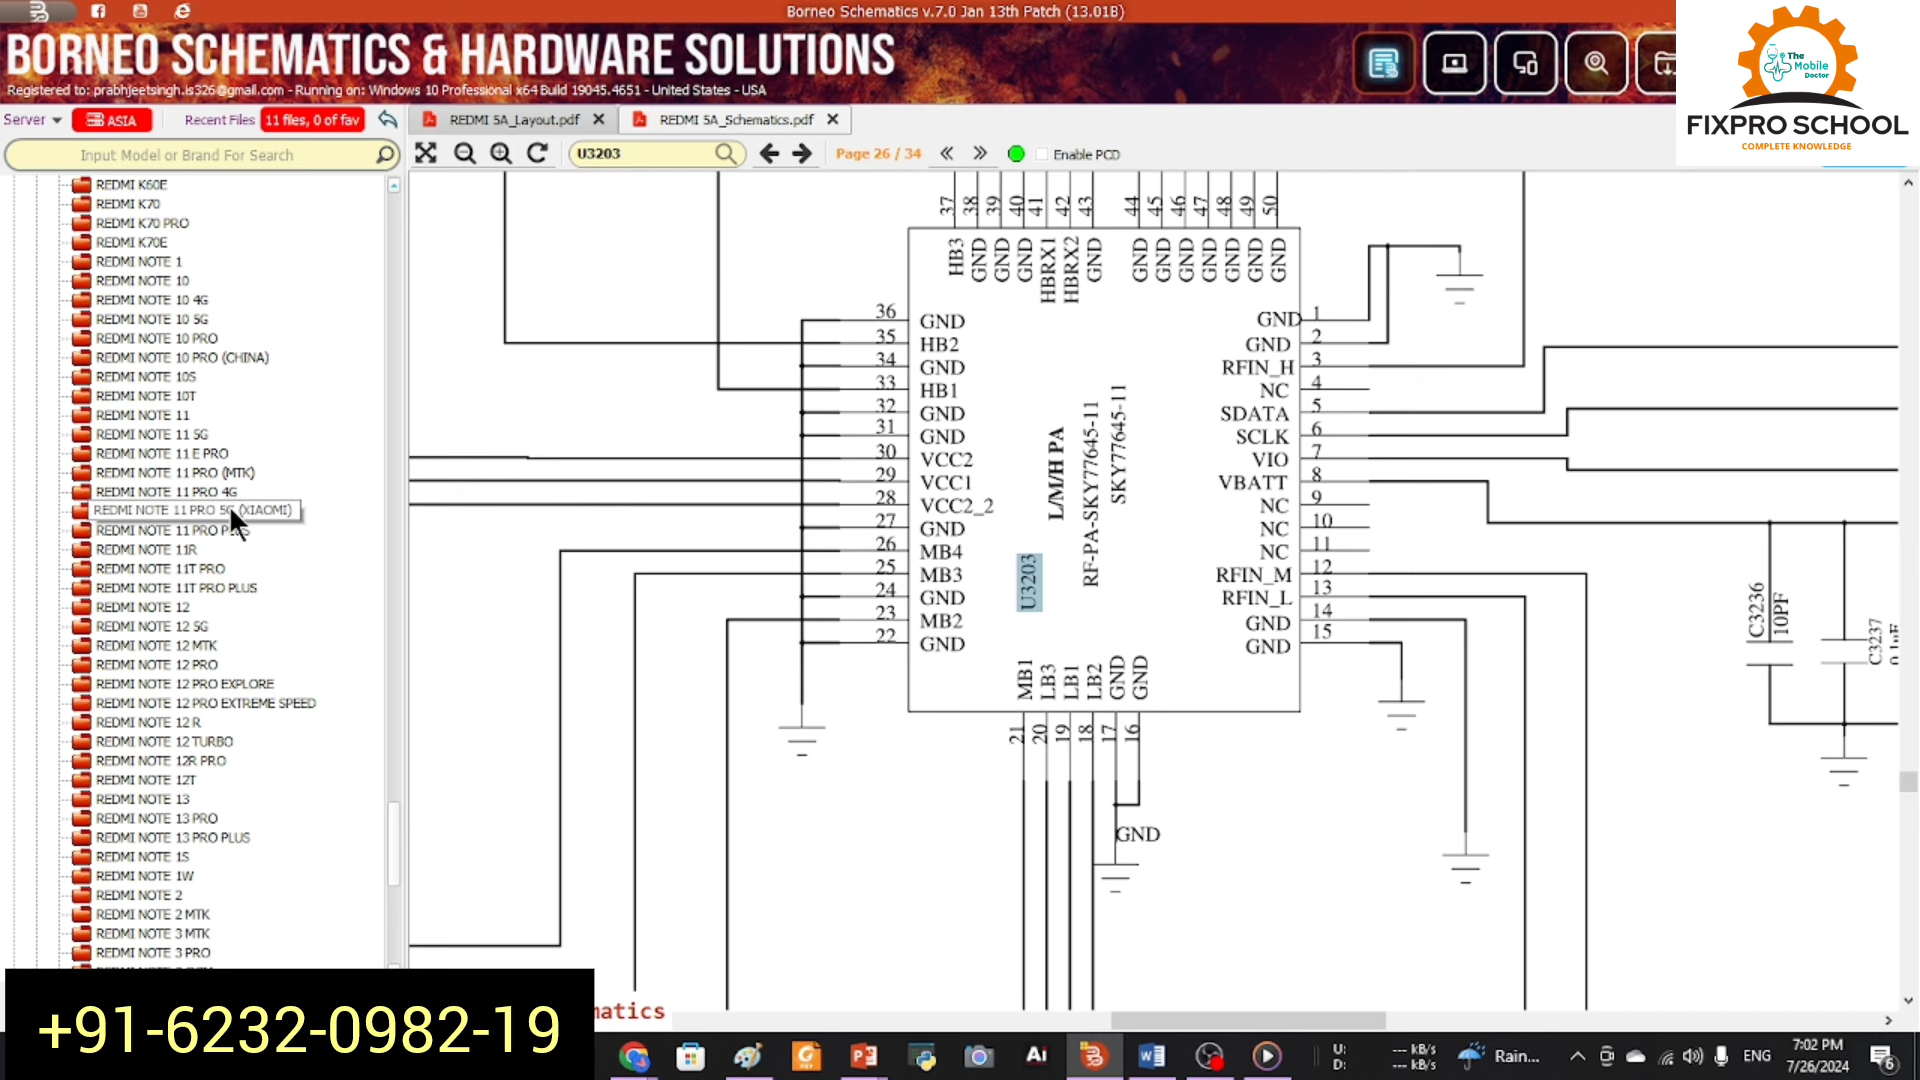 Borneo Schematics v.7.0 Jan 13th Patch (13.01B)
BORNEO SCHEMATICS & HARDWARE SOLUTIONS
Registered to: prabhjeetsingh.is326@gmail.com - Running on: Windows 10 Professional x64 Build 19045.4651 - United States - USA
The
Mobile
Doctor
FIXPRO SCHOOL
COMPLETE KNOWLEDGE
Server
ASIA
Recent Files
11 files, 0 of fav
REDMI 5A_Layout.pdf
REDMI 5A_Schematics.pdf
Input Model or Brand For Search
U3203
Page 26 / 34
Enable PCD
REDMI K60E
REDMI K70
REDMI K70 PRO
REDMI K70E
REDMI NOTE 1
REDMI NOTE 10
REDMI NOTE 10 4G
REDMI NOTE 10 5G
REDMI NOTE 10 PRO
REDMI NOTE 10 PRO (CHINA)
REDMI NOTE 10S
REDMI NOTE 10T
REDMI NOTE 11
REDMI NOTE 11 5G
REDMI NOTE 11 E PRO
REDMI NOTE 11 PRO (MTK)
REDMI NOTE 11 PRO 4G
REDMI NOTE 11 PRO 5G (XIAOMI)
REDMI NOTE 11 PRO PLUS
REDMI NOTE 11R
REDMI NOTE 11T PRO
REDMI NOTE 11T PRO PLUS
REDMI NOTE 12
REDMI NOTE 12 5G
REDMI NOTE 12 MTK
REDMI NOTE 12 PRO
REDMI NOTE 12 PRO EXPLORE
REDMI NOTE 12 PRO EXTREME SPEED
REDMI NOTE 12 R
REDMI NOTE 12 TURBO
REDMI NOTE 12R PRO
REDMI NOTE 12T
REDMI NOTE 13
REDMI NOTE 13 PRO
REDMI NOTE 13 PRO PLUS
REDMI NOTE 1S
REDMI NOTE 1W
REDMI NOTE 2
REDMI NOTE 2 MTK
REDMI NOTE 3 MTK
REDMI NOTE 3 PRO
37 38 39 40 41 42 43 44 45 46 47 48 49 50
HB3 GND GND GND HBRX1 HBRX2 GND GND GND GND GND GND GND GND
36 GND
35 HB2
34 GND
33 HB1
32 GND
31 GND
30 VCC2
29 VCC1
28 VCC2_2
27 GND
26 MB4
25 MB3
24 GND
23 MB2
22 GND
U3203
L/M/H PA
RF-PA-SKY77645-11
SKY77645-11
GND 1
GND 2
RFIN_H 3
NC 4
SDATA 5
SCLK 6
VIO 7
VBATT 8
NC 9
NC 10
NC 11
RFIN_M 12
RFIN_L 13
GND 14
GND 15
MB1 LB3 LB1 LB2 GND GND
21 20 19 18 17 16
GND
C3236
10PF
C3237
matics
+91-6232-0982-19
Ai
U: --- kB/s
D: --- kB/s
Rain...
ENG
7:02 PM
7/26/2024
6